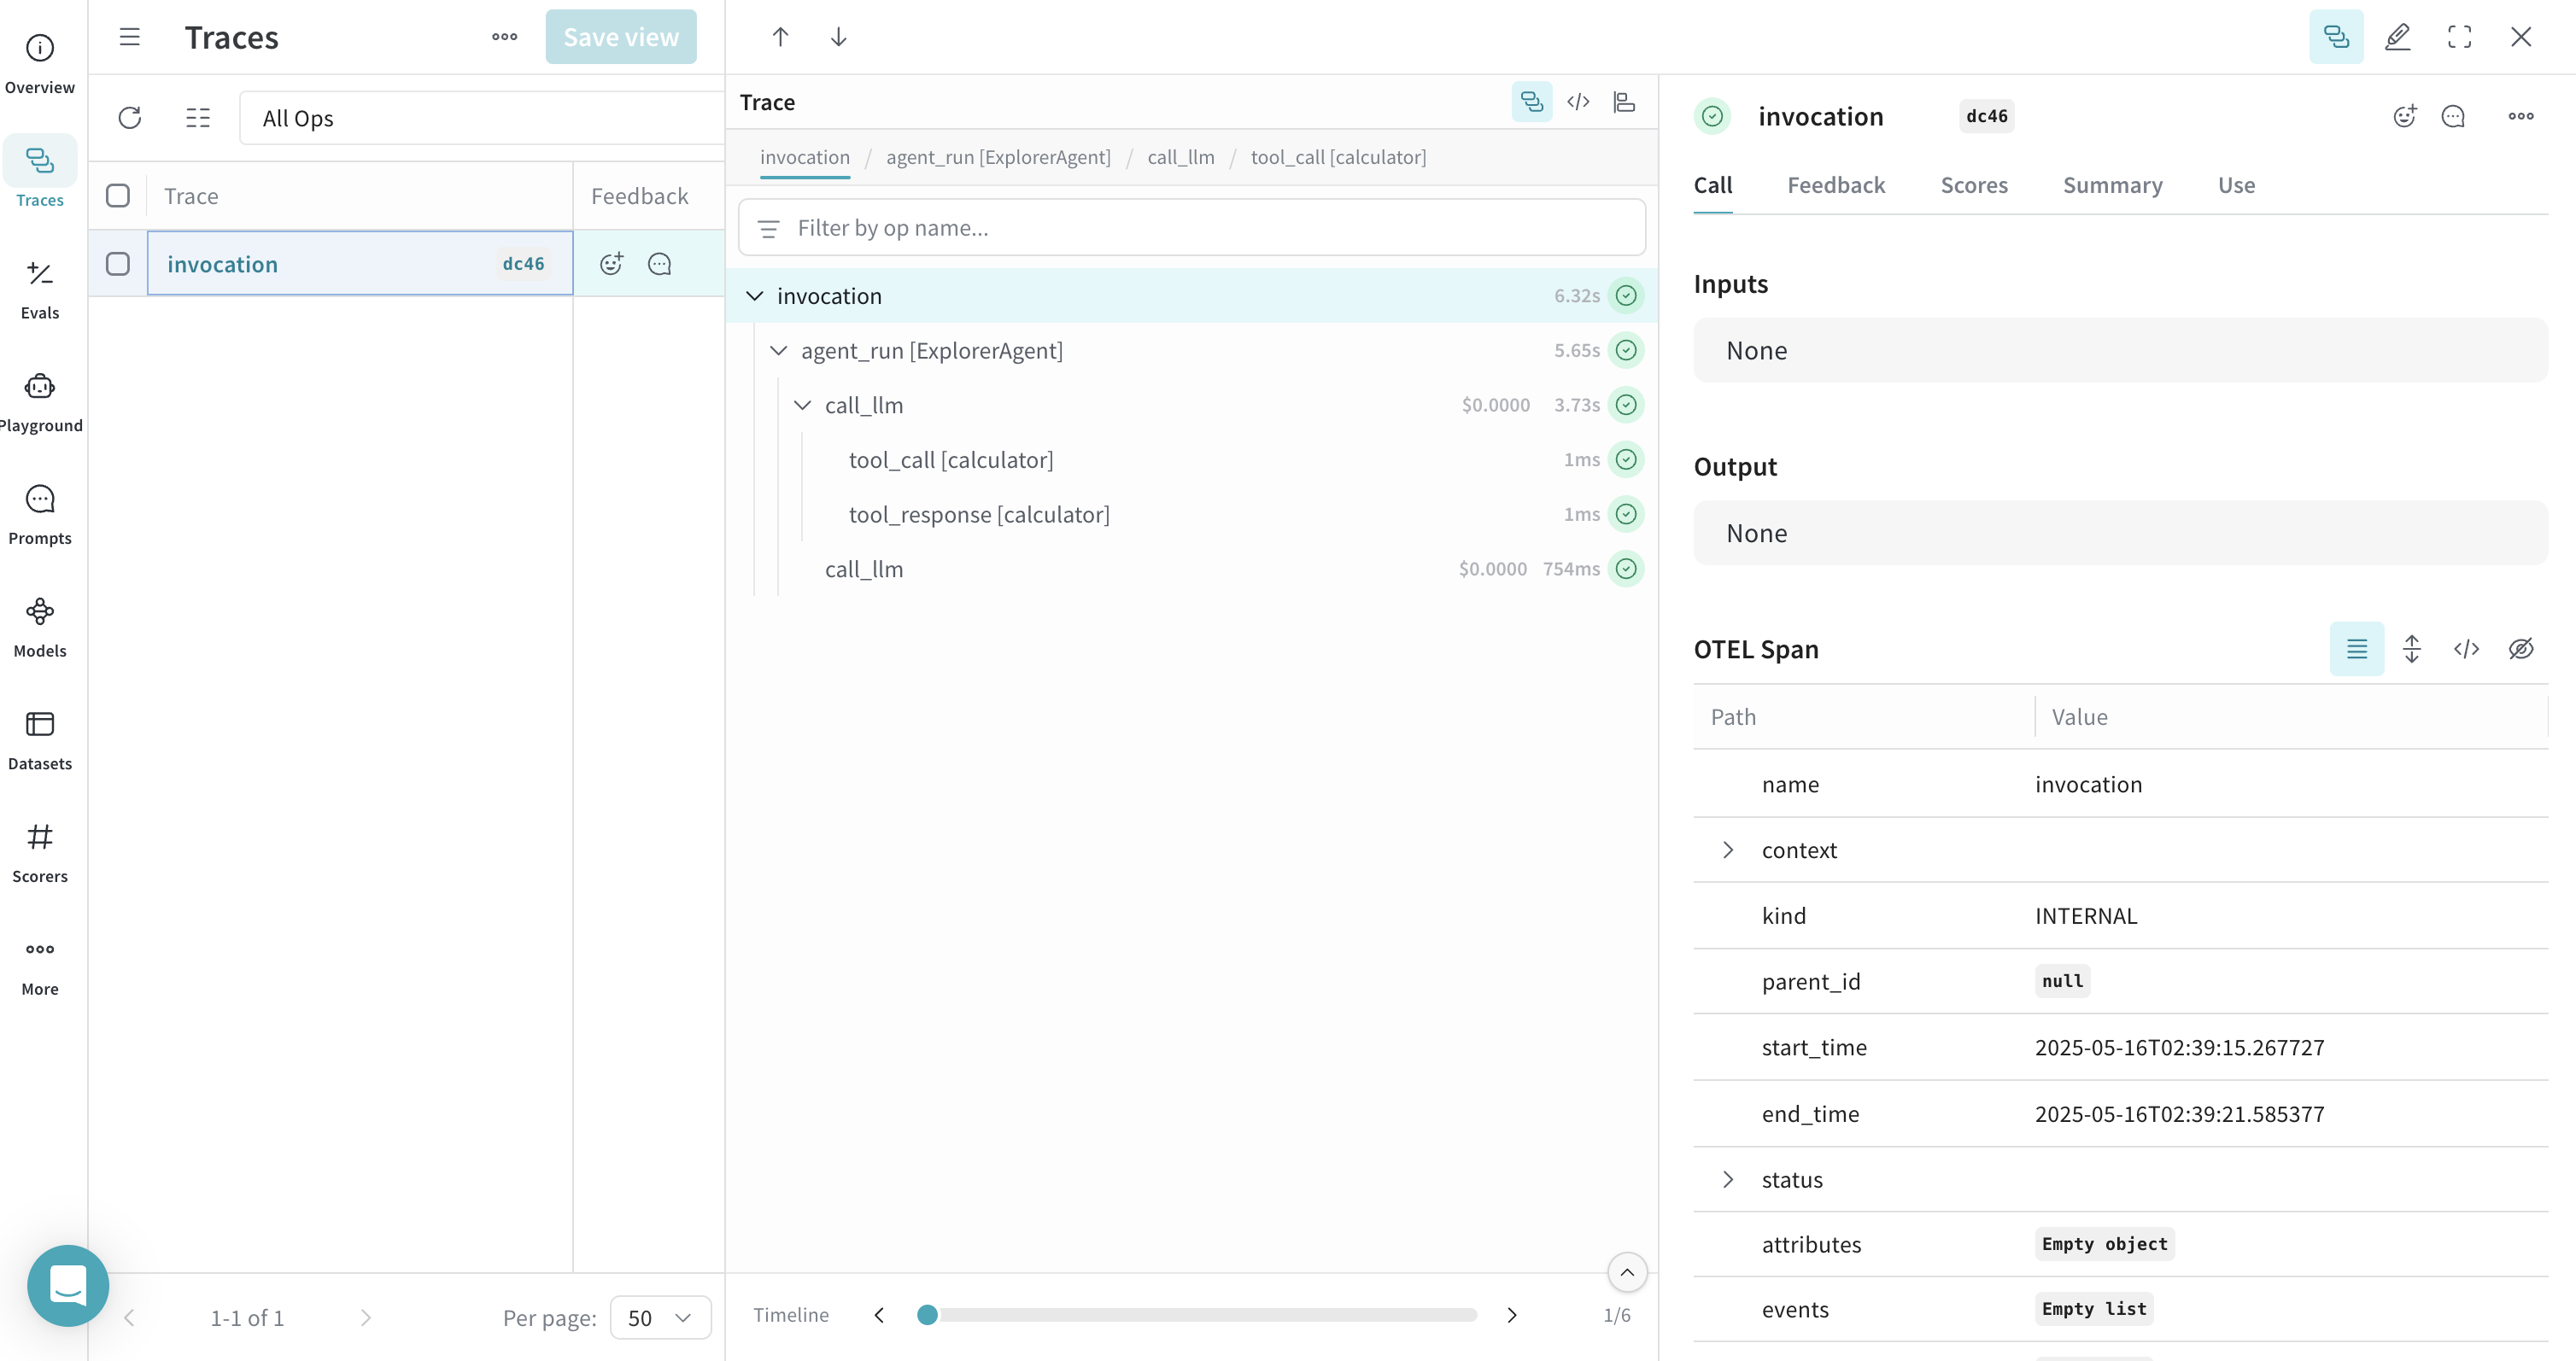 Overview
Traces
Evals
Playground
Prompts
Models
Datasets
Scorers
More
Traces
Save view
All Ops
Trace
Feedback
invocation dc46
1-1 of 1
Per page: 50
Trace
invocation / agent_run [ExplorerAgent] / call_llm / tool_call [calculator]
Filter by op name...
invocation 6.32s
agent_run [ExplorerAgent] 5.65s
call_llm $0.0000 3.73s
tool_call [calculator] 1ms
tool_response [calculator] 1ms
call_llm $0.0000 754ms
Timeline 1/6
invocation dc46
Call Feedback Scores Summary Use
Inputs
None
Output
None
OTEL Span
Path Value
name invocation
context
kind INTERNAL
parent_id null
start_time 2025-05-16T02:39:15.267727
end_time 2025-05-16T02:39:21.585377
status
attributes Empty object
events Empty list